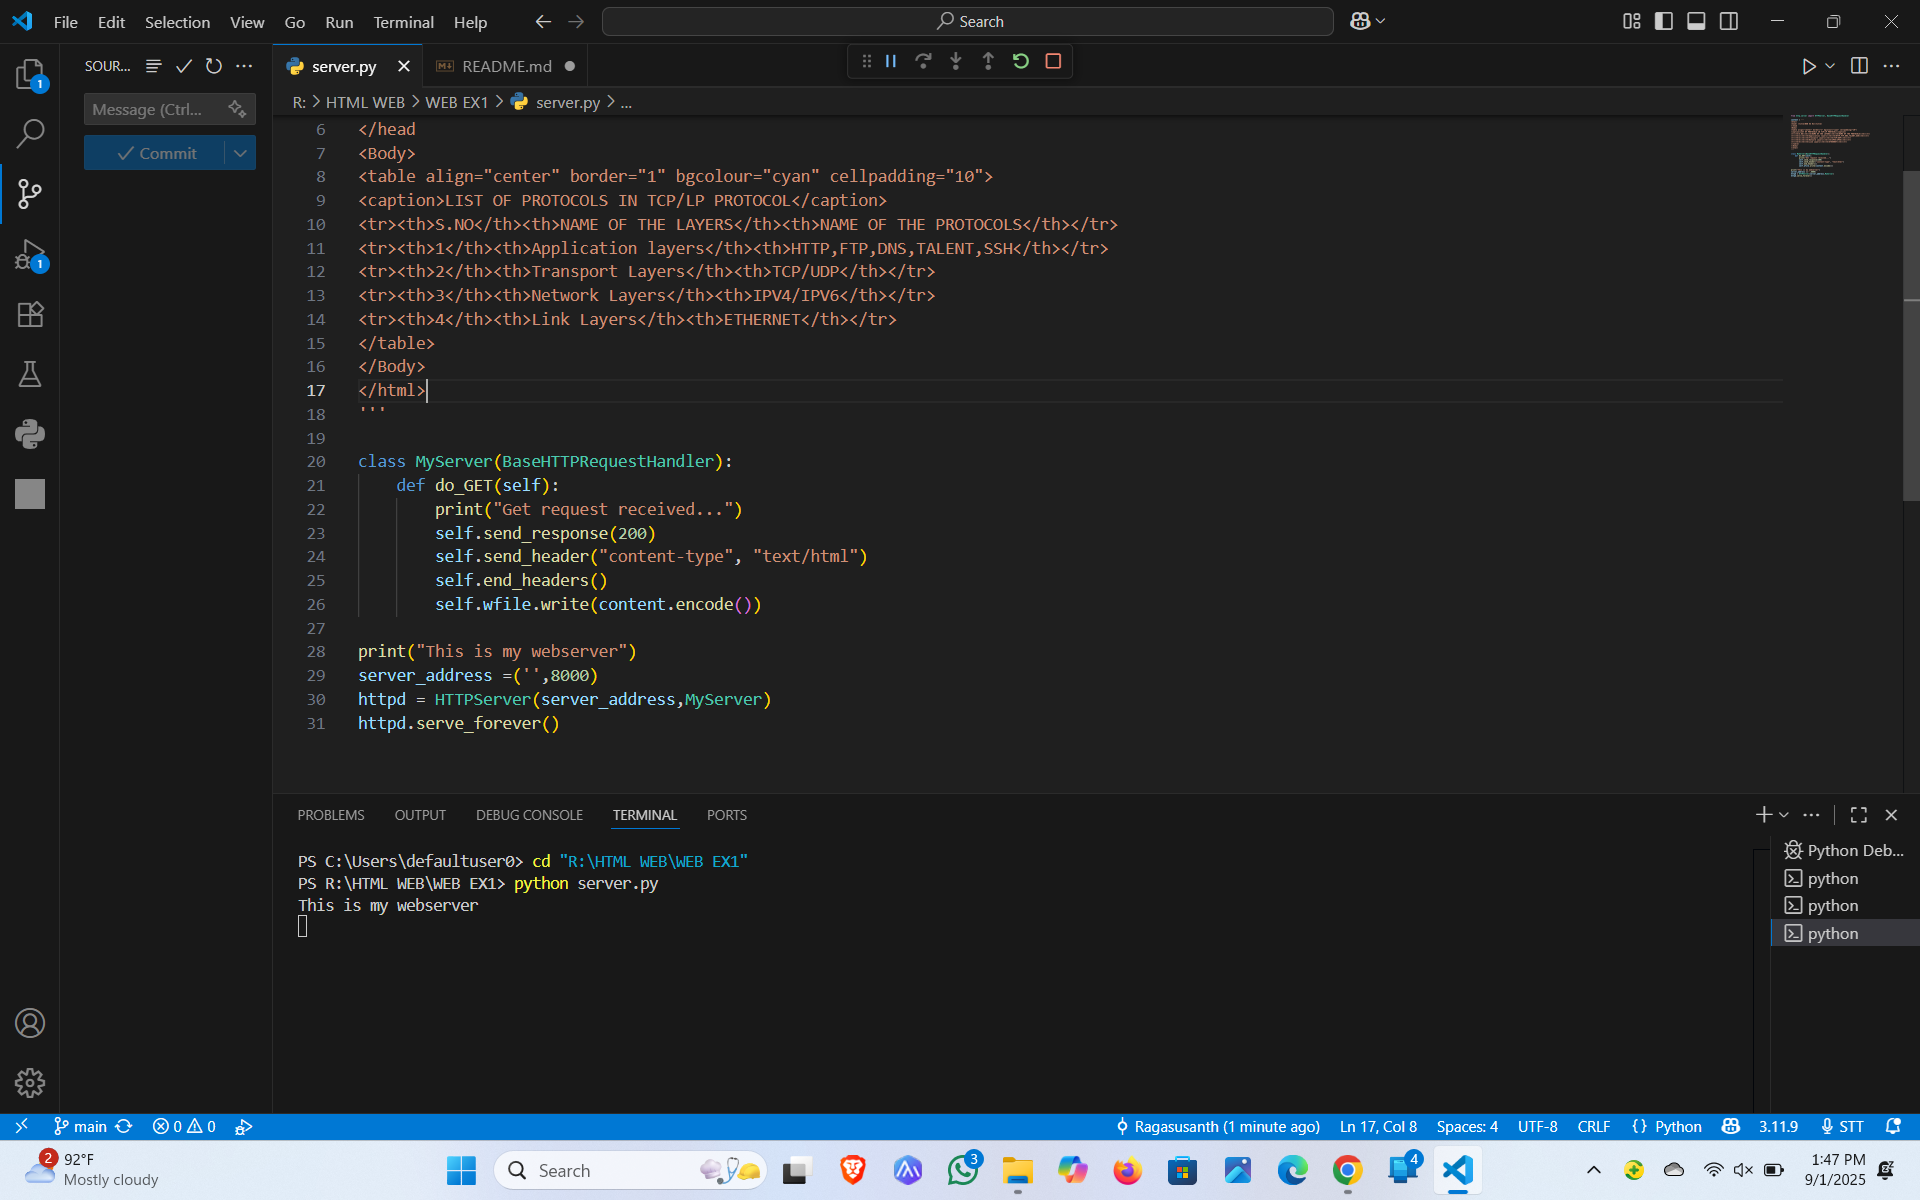 File Edit Selection View Go Run Terminal Help
Search
SOUR...
server.py
README.md
1
R: > HTML WEB > WEB EX1 > server.py > ...
Message (Ctrl...
Commit
6 </head
7 <Body>
8 <table align="center" border="1" bgcolour="cyan" cellpadding="10">
9 <caption>LIST OF PROTOCOLS IN TCP/LP PROTOCOL</caption>
10 <tr><th>S.NO</th><th>NAME OF THE LAYERS</th><th>NAME OF THE PROTOCOLS</th></tr>
11 <tr><th>1</th><th>Application layers</th><th>HTTP,FTP,DNS,TALENT,SSH</th></tr>
12 <tr><th>2</th><th>Transport Layers</th><th>TCP/UDP</th></tr>
13 <tr><th>3</th><th>Network Layers</th><th>IPV4/IPV6</th></tr>
14 <tr><th>4</th><th>Link Layers</th><th>ETHERNET</th></tr>
15 </table>
16 </Body>
17 </html>
18 '''
19
20 class MyServer(BaseHTTPRequestHandler):
21 def do_GET(self):
22 print("Get request received...")
23 self.send_response(200)
24 self.send_header("content-type", "text/html")
25 self.end_headers()
26 self.wfile.write(content.encode())
27
28 print("This is my webserver")
29 server_address =('',8000)
30 httpd = HTTPServer(server_address,MyServer)
31 httpd.serve_forever()
1
PROBLEMS OUTPUT DEBUG CONSOLE TERMINAL PORTS
PS C:\Users\defaultuser0> cd "R:\HTML WEB\WEB EX1"
PS R:\HTML WEB\WEB EX1> python server.py
This is my webserver
Python Deb...
python
python
python
main 0 0 Ragasusanth (1 minute ago) Ln 17, Col 8 Spaces: 4 UTF-8 CRLF {} Python 3.11.9 STT
2
92°F
Mostly cloudy
Search
3
4
1:47 PM
9/1/2025